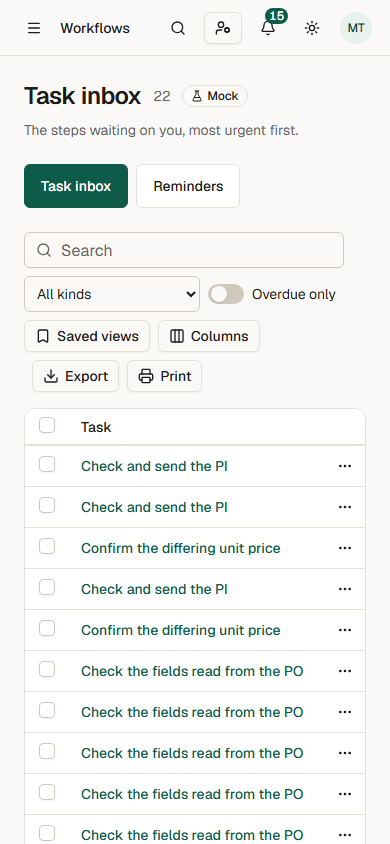 Workflows
15
MT
Task inbox 22 Mock
The steps waiting on you, most urgent first.
Task inbox Reminders
Search
All kinds Overdue only
Saved views Columns
Export Print
Task
Check and send the PI
Check and send the PI
Confirm the differing unit price
Check and send the PI
Confirm the differing unit price
Check the fields read from the PO
Check the fields read from the PO
Check the fields read from the PO
Check the fields read from the PO
Check the fields read from the PO